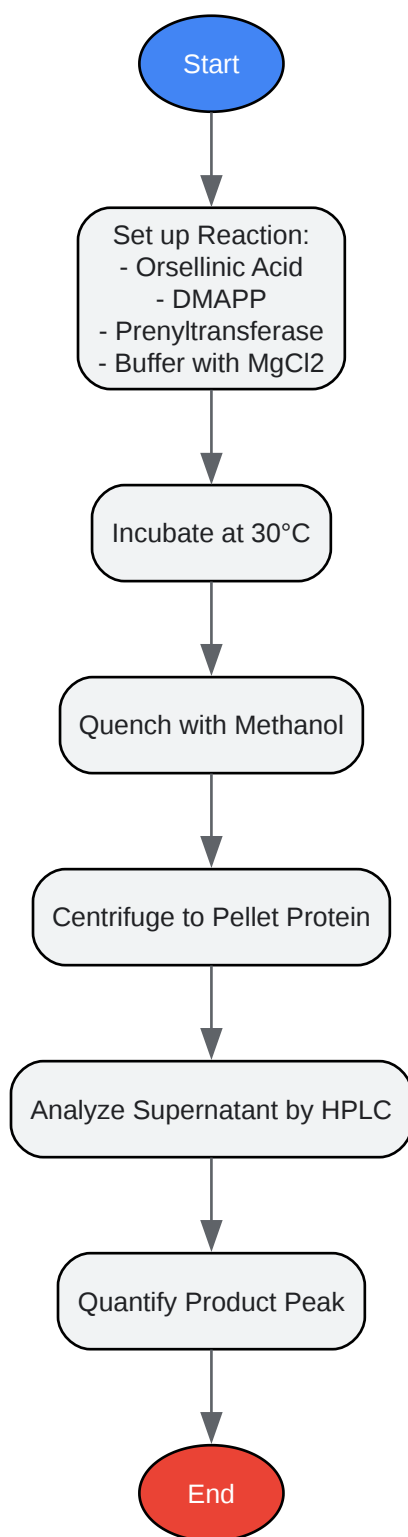 Start
Set up Reaction:
- Orsellinic Acid
- DMAPP
- Prenyltransferase
- Buffer with MgCl2
Incubate at 30°C
Quench with Methanol
Centrifuge to Pellet Protein
Analyze Supernatant by HPLC
Quantify Product Peak
End